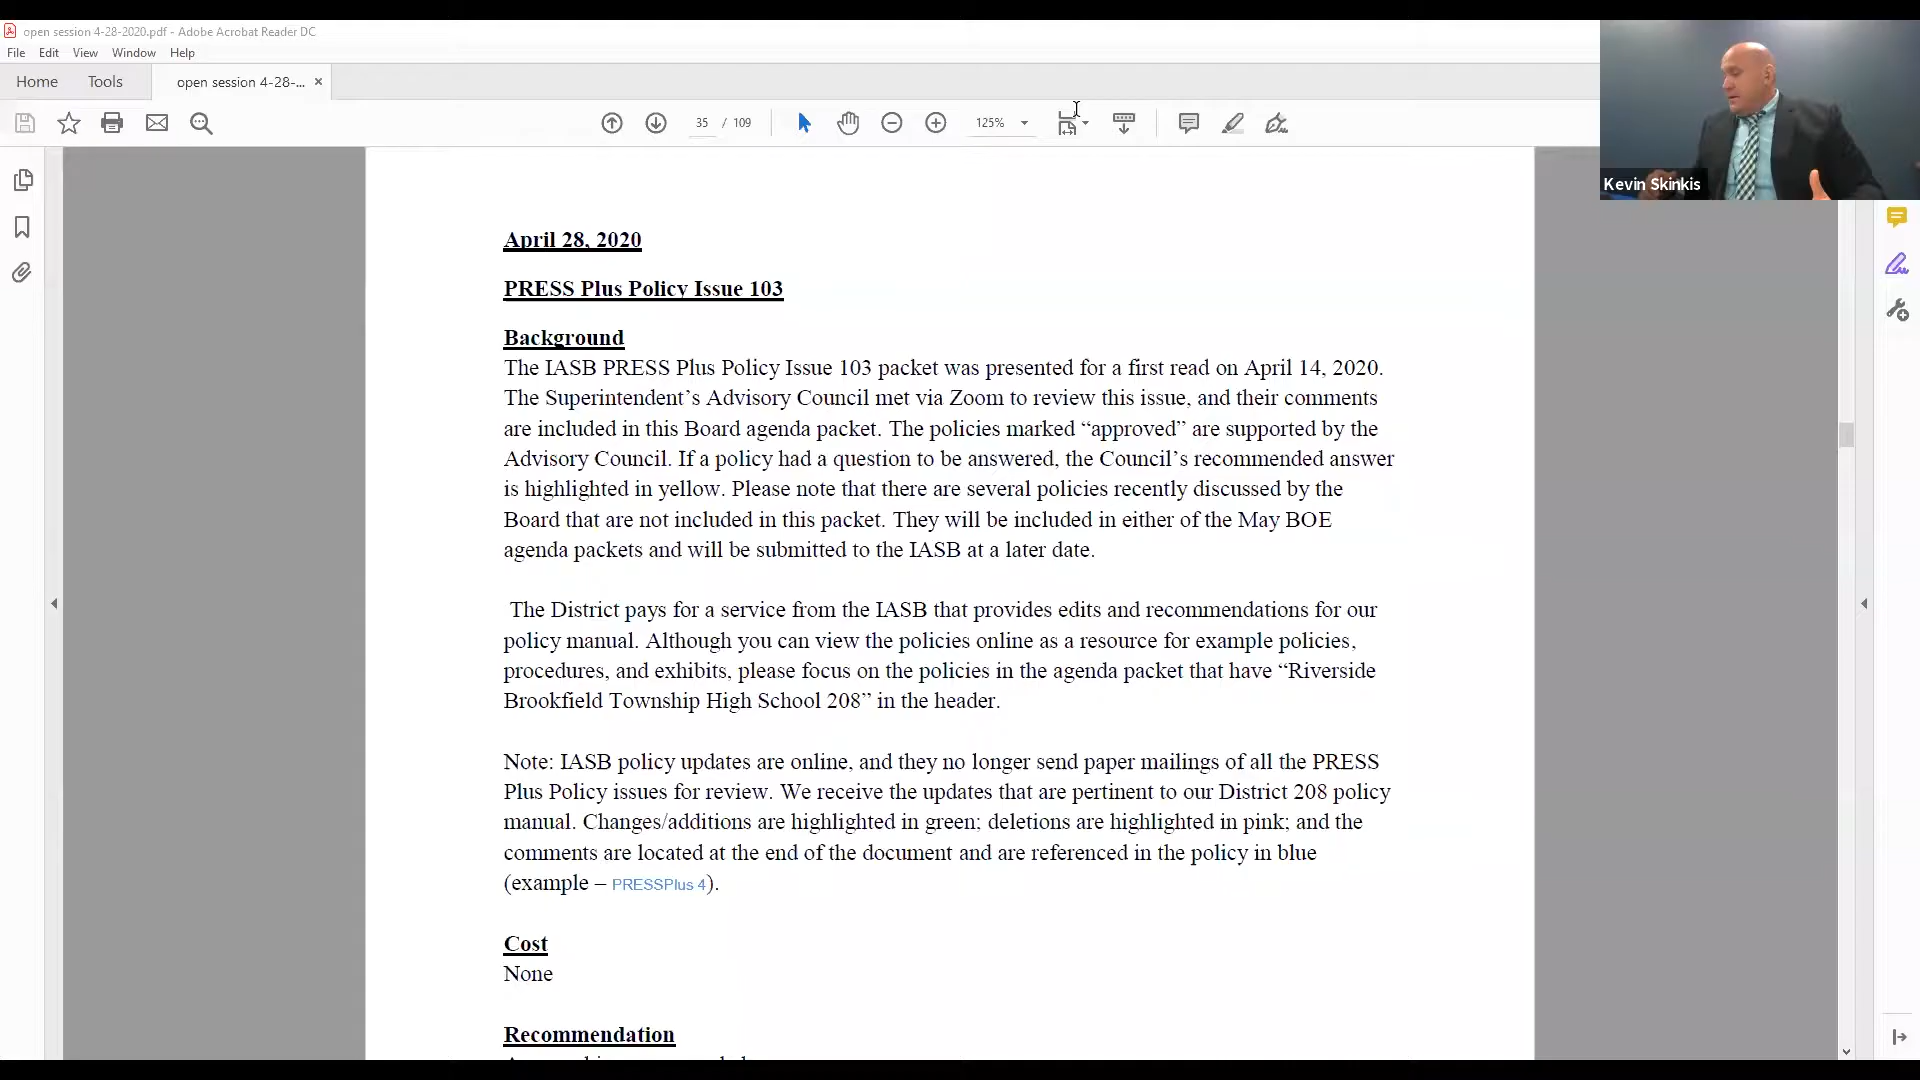 open session 4-28-2020.pdf - Adobe Acrobat Reader DC
File Edit View Window Help
Home Tools open session 4-28-... ×
35 / 109 125%
Kevin Skinkis
April 28, 2020
PRESS Plus Policy Issue 103
Background
The IASB PRESS Plus Policy Issue 103 packet was presented for a first read on April 14, 2020.
The Superintendent’s Advisory Council met via Zoom to review this issue, and their comments
are included in this Board agenda packet. The policies marked “approved” are supported by the
Advisory Council. If a policy had a question to be answered, the Council’s recommended answer
is highlighted in yellow. Please note that there are several policies recently discussed by the
Board that are not included in this packet. They will be included in either of the May BOE
agenda packets and will be submitted to the IASB at a later date.
The District pays for a service from the IASB that provides edits and recommendations for our
policy manual. Although you can view the policies online as a resource for example policies,
procedures, and exhibits, please focus on the policies in the agenda packet that have “Riverside
Brookfield Township High School 208” in the header.
Note: IASB policy updates are online, and they no longer send paper mailings of all the PRESS
Plus Policy issues for review. We receive the updates that are pertinent to our District 208 policy
manual. Changes/additions are highlighted in green; deletions are highlighted in pink; and the
comments are located at the end of the document and are referenced in the policy in blue
(example – PRESSPlus 4).
Cost
None
Recommendation